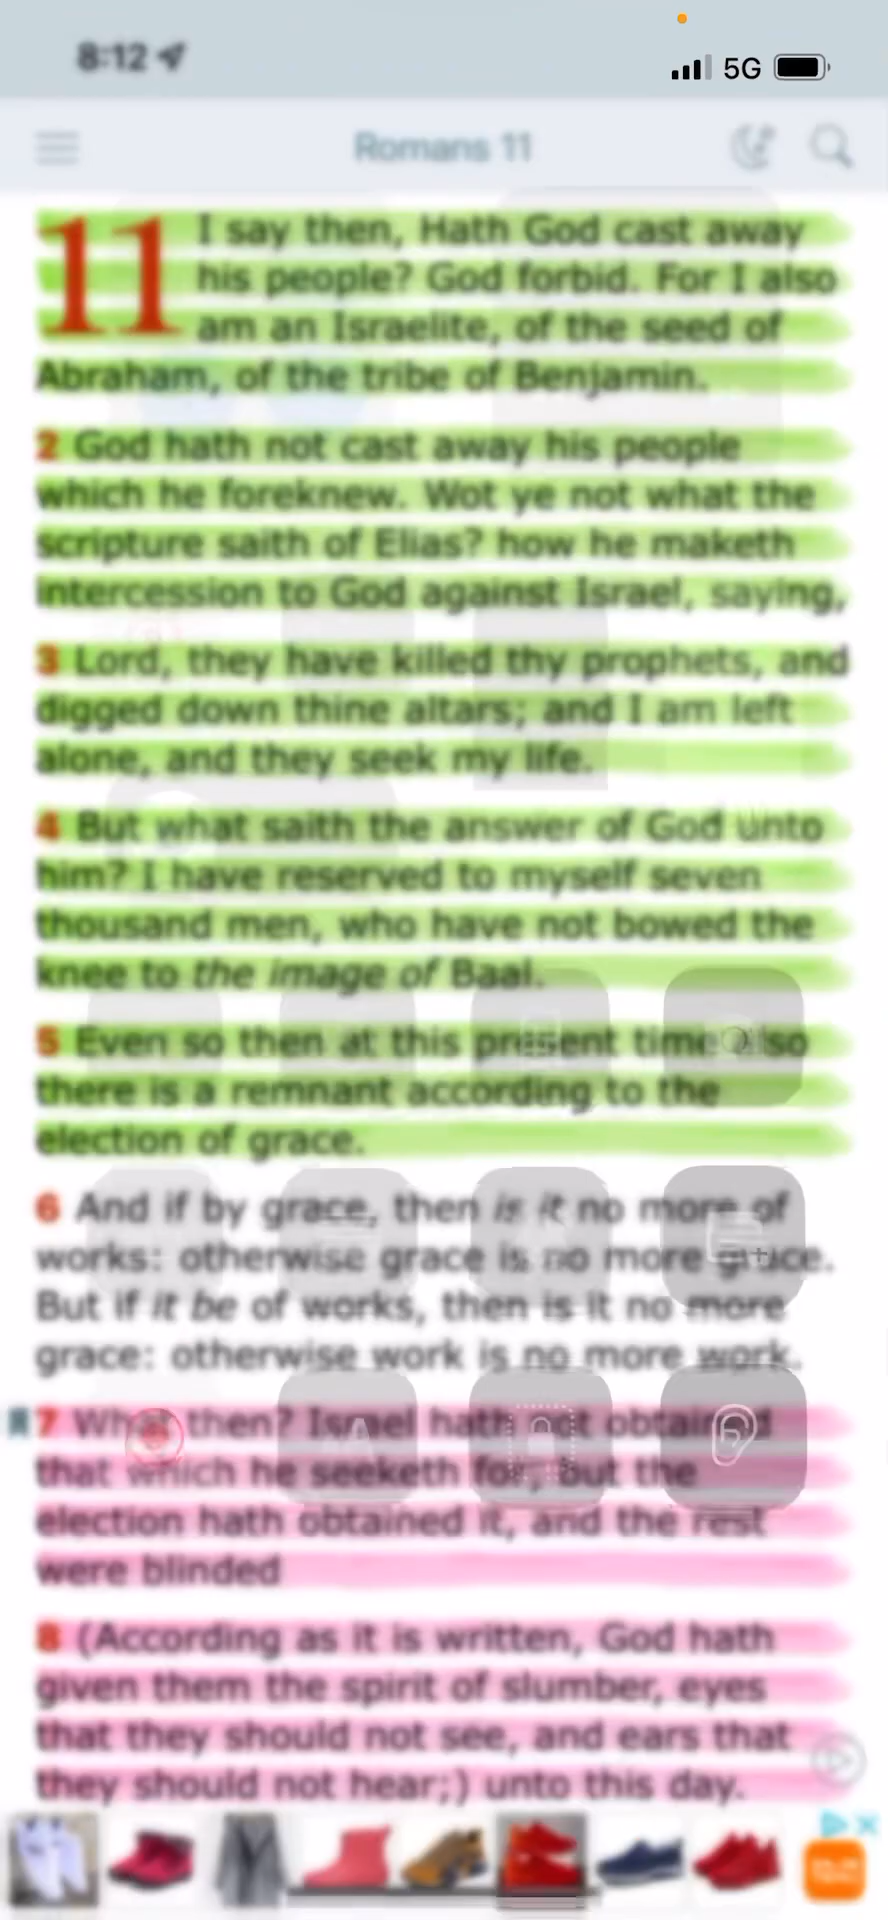 8:12
5G
Romans 11
11 I say then, Hath God cast away
his people? God forbid. For I also
am an Israelite, of the seed of
Abraham, of the tribe of Benjamin.
2 God hath not cast away his people
which he foreknew. Wot ye not what the
scripture saith of Elias? how he maketh
intercession to God against Israel, saying,
3 Lord, they have killed thy prophets, and
digged down thine altars; and I am left
alone, and they seek my life.
4 But what saith the answer of God unto
him? I have reserved to myself seven
thousand men, who have not bowed the
knee to the image of Baal.
5 Even so then at this present time also
there is a remnant according to the
election of grace.
6 And if by grace, then is it no more of
works: otherwise grace is no more grace.
But if it be of works, then is it no more
grace: otherwise work is no more work.
7 What then? Israel hath not obtained
that which he seeketh for; but the
election hath obtained it, and the rest
were blinded
8 (According as it is written, God hath
given them the spirit of slumber, eyes
that they should not see, and ears that
they should not hear;) unto this day.